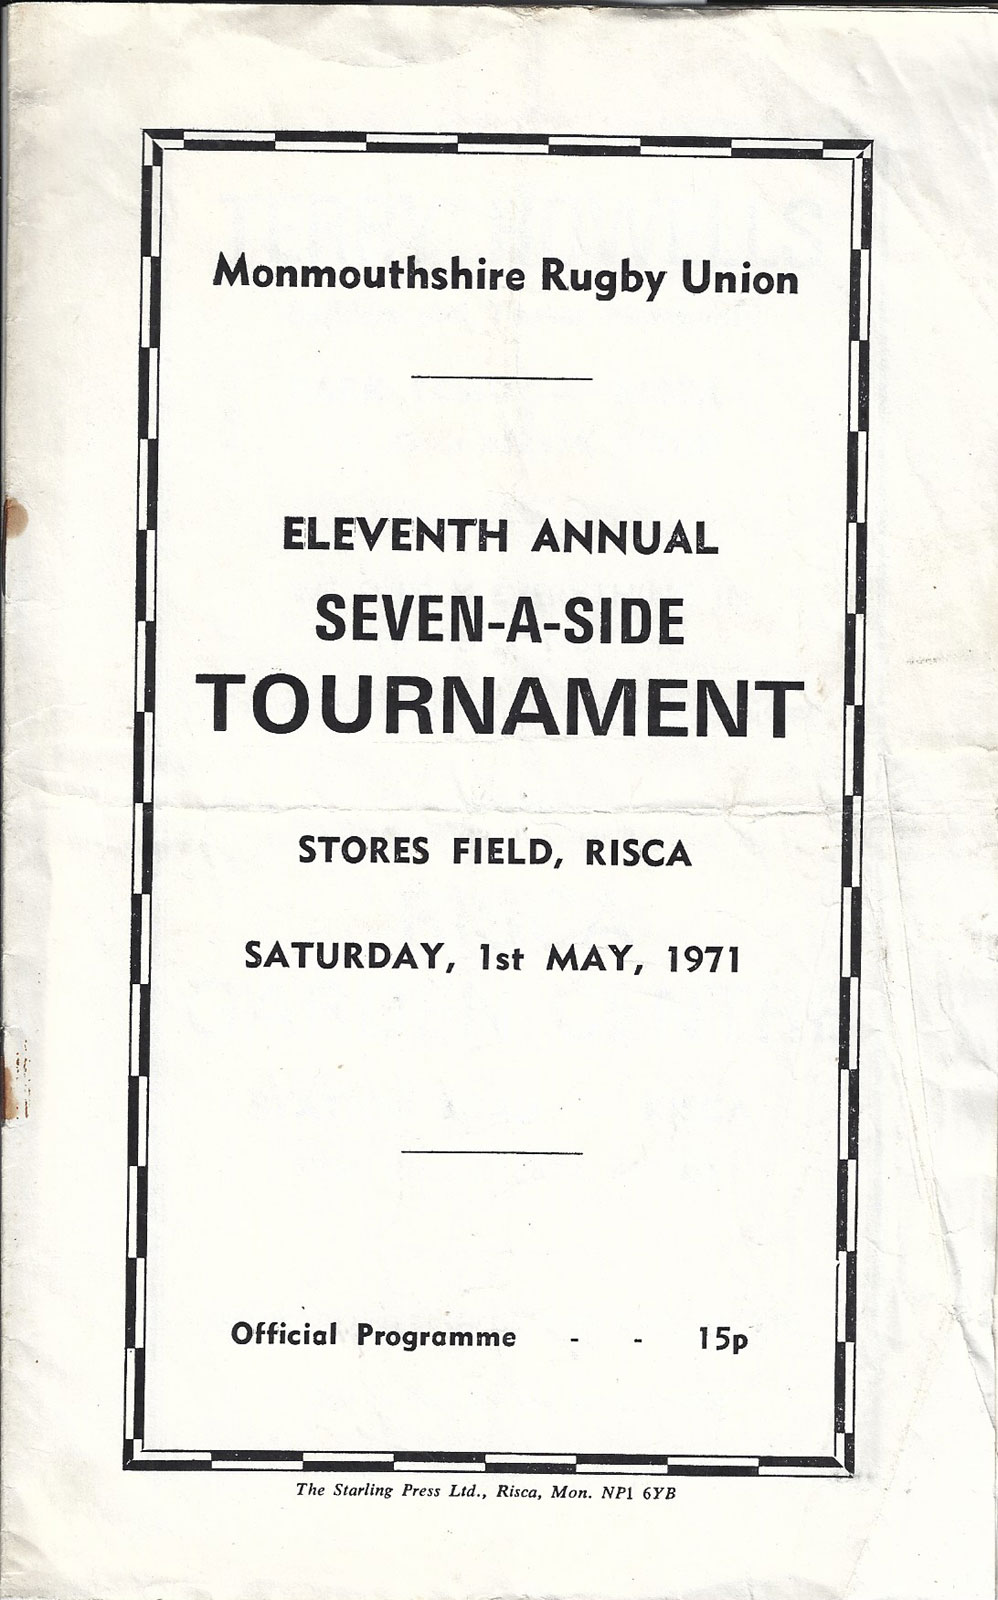 Monmouthshire Rugby Union
ELEVENTH ANNUAL
SEVEN-A-SIDE
TOURNAMENT
STORES FIELD, RISCA
SATURDAY, 1st MAY, 1971
Official Programme - - 15p
The Starling Press Ltd., Risca, Mon. NP1 6YB